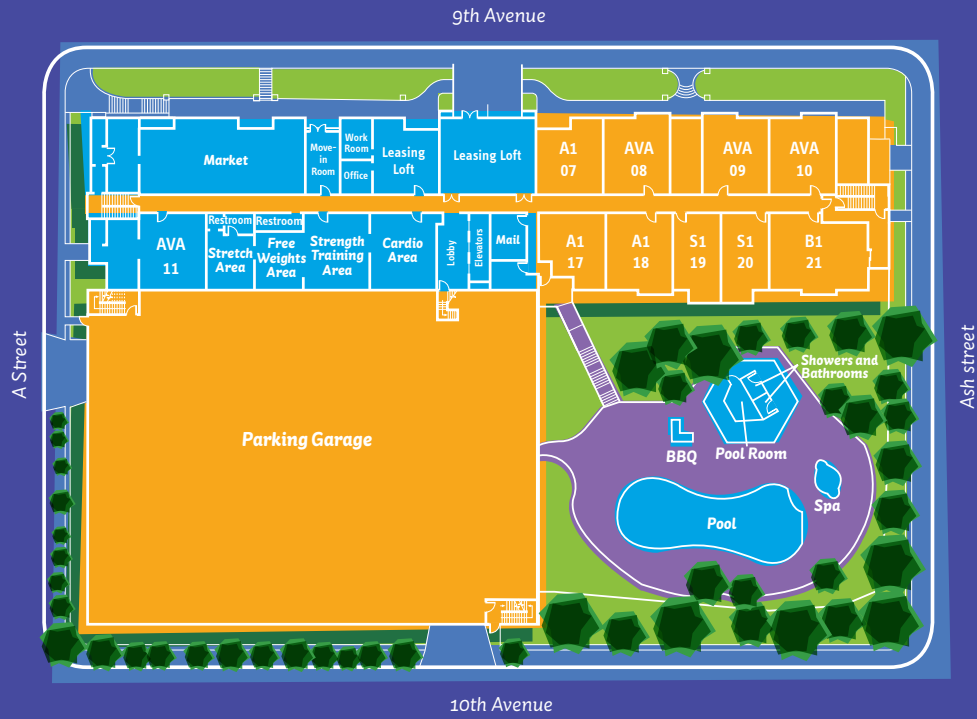 9th Avenue
Market
Move-
in
Room
Work
Room
Office
Leasing
Loft
Leasing Loft
A1
07
AVA
08
AVA
09
AVA
10
AVA
11
Restroom
Restroom
Stretch
Area
Free
Weights
Area
Strength
Training
Area
Cardio
Area
Lobby
Elevators
Mail
A1
17
A1
18
S1
19
S1
20
B1
21
A Street
Ash street
Showers and
Bathrooms
Parking Garage
BBQ
Pool Room
Spa
Pool
10th Avenue